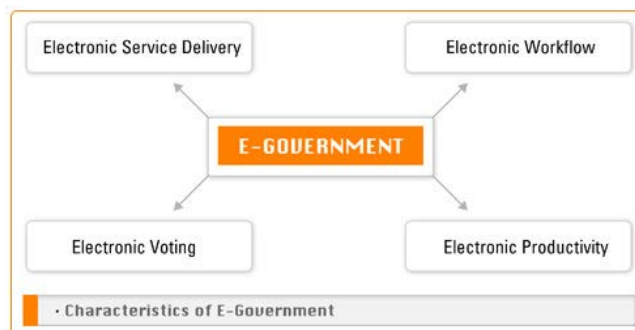 Electronic Service Delivery
Electronic Workflow
E-GOVERNMENT
Electronic Voting
Electronic Productivity
· Characteristics of E-Government